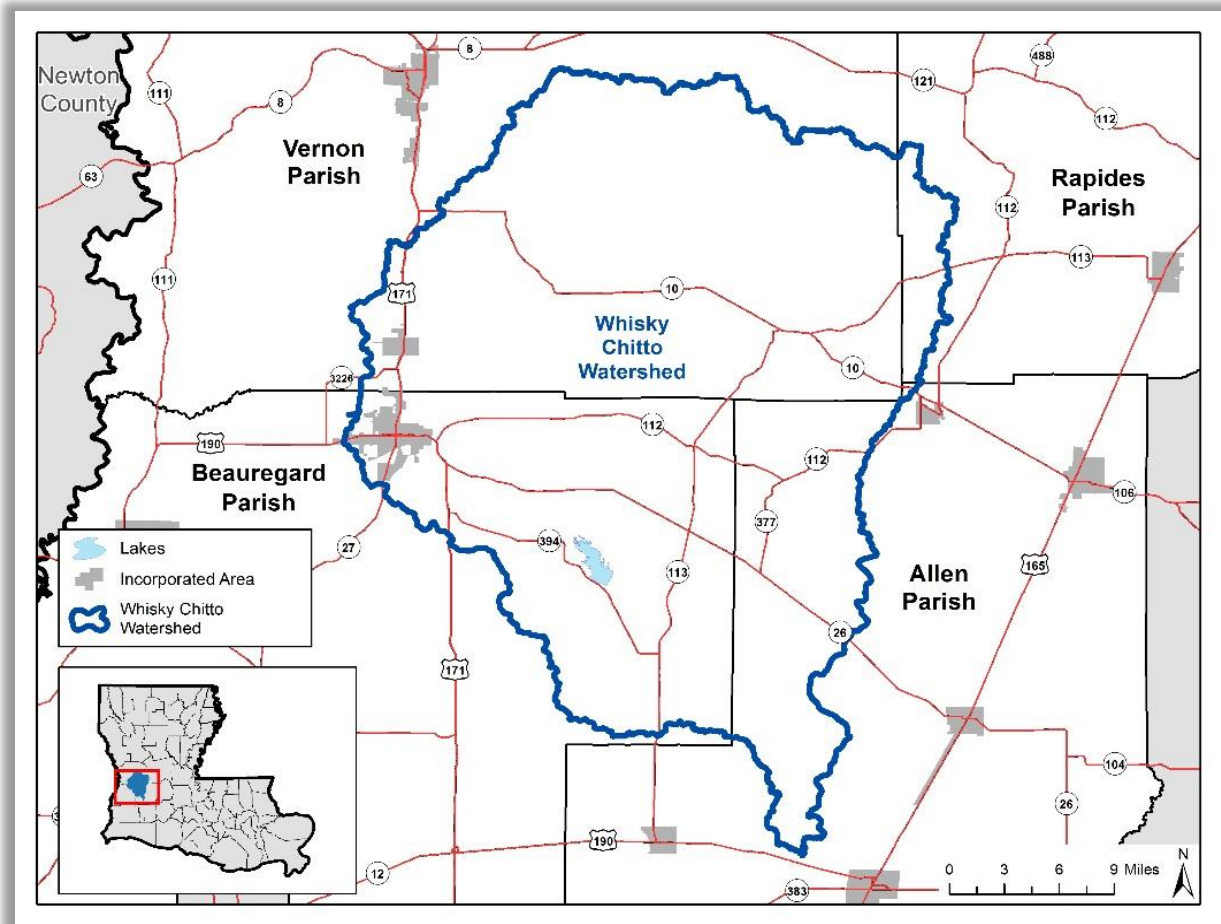 8
488
Newton
County
111
121
8
112
Vernon
Parish
63
Rapides
Parish
112
113
111
171
10
Whisky
Chitto
Watershed
10
3226
112
190
112
Beauregard
Parish
106
377
394
27
165
113
Allen
Parish
Lakes
Incorporated Area
Whisky Chitto
Watershed
26
171
104
26
190
12
383
0 3 6 9 Miles
N